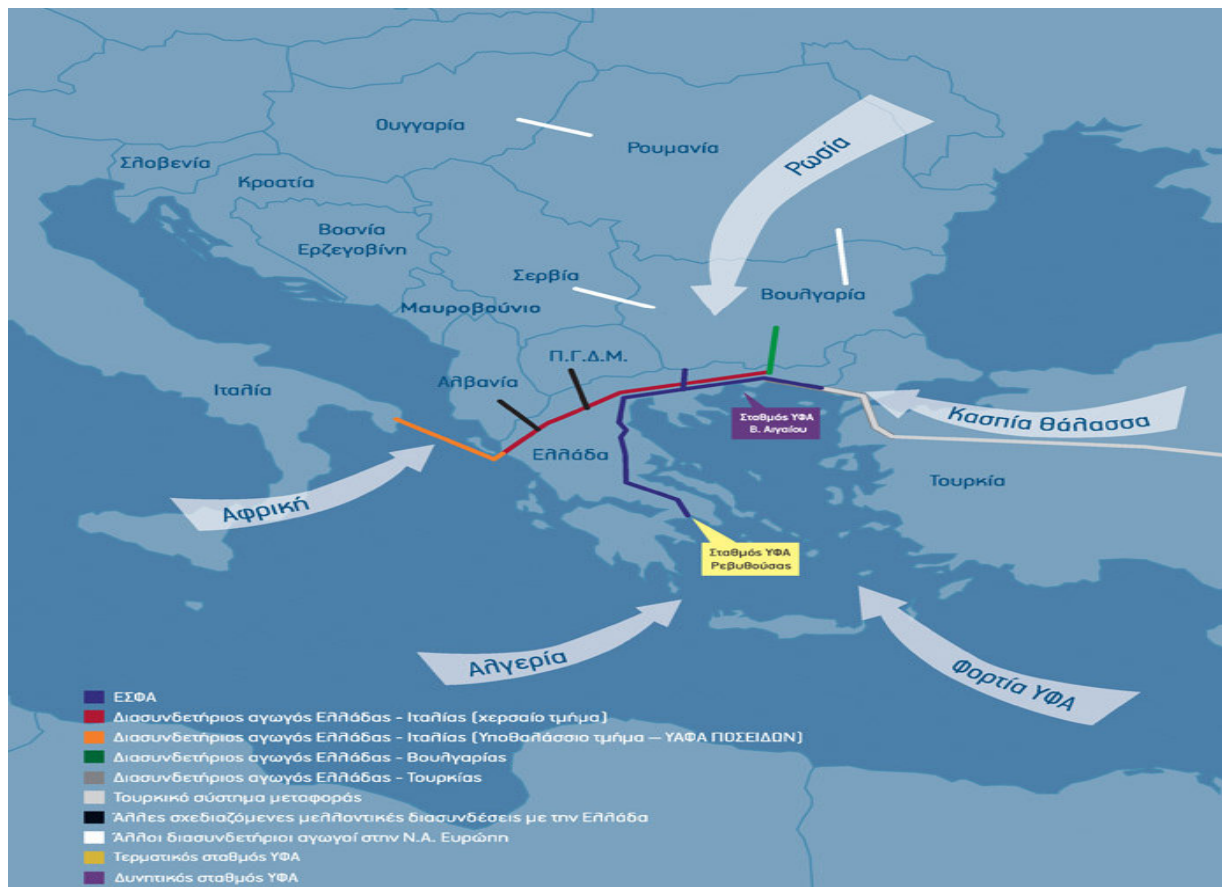 Ουγγαρία
Ρουμανία
Ρωσία
Σλοβενία
Κροατία
Βοσνία
Ερζεγοβίνη
Σερβία
Βουλγαρία
Μαυροβούνιο
Π.Γ.Δ.Μ.
Ιταλία
Αλβανία
Σταθμός ΥΦΑ
Β. Αιγαίου
Κασπία Θάλασσα
Ελλάδα
Τουρκία
Αφρική
Σταθμός ΥΦΑ
Ρεβυθούσας
Αλγερία
Φορτία ΥΦΑ
ΕΣΦΑ
Διασυνδετήριος αγωγός Ελλάδας - Ιταλίας (χερσαίο τμήμα)
Διασυνδετήριος αγωγός Ελλάδας - Ιταλίας (Υποθαλάσσιο τμήμα – ΥΑΦΑ ΠΟΣΕΙΔΩΝ)
Διασυνδετήριος αγωγός Ελλάδας - Βουλγαρίας
Διασυνδετήριος αγωγός Ελλάδας - Τουρκίας
Τουρκικό σύστημα μεταφοράς
Άλλες σχεδιαζόμενες μελλοντικές διασυνδέσεις με την Ελλάδα
Άλλοι διασυνδετήριοι αγωγοί στην Ν.Α. Ευρώπη
Τερματικός σταθμός ΥΦΑ
Δυνητικός σταθμός ΥΦΑ